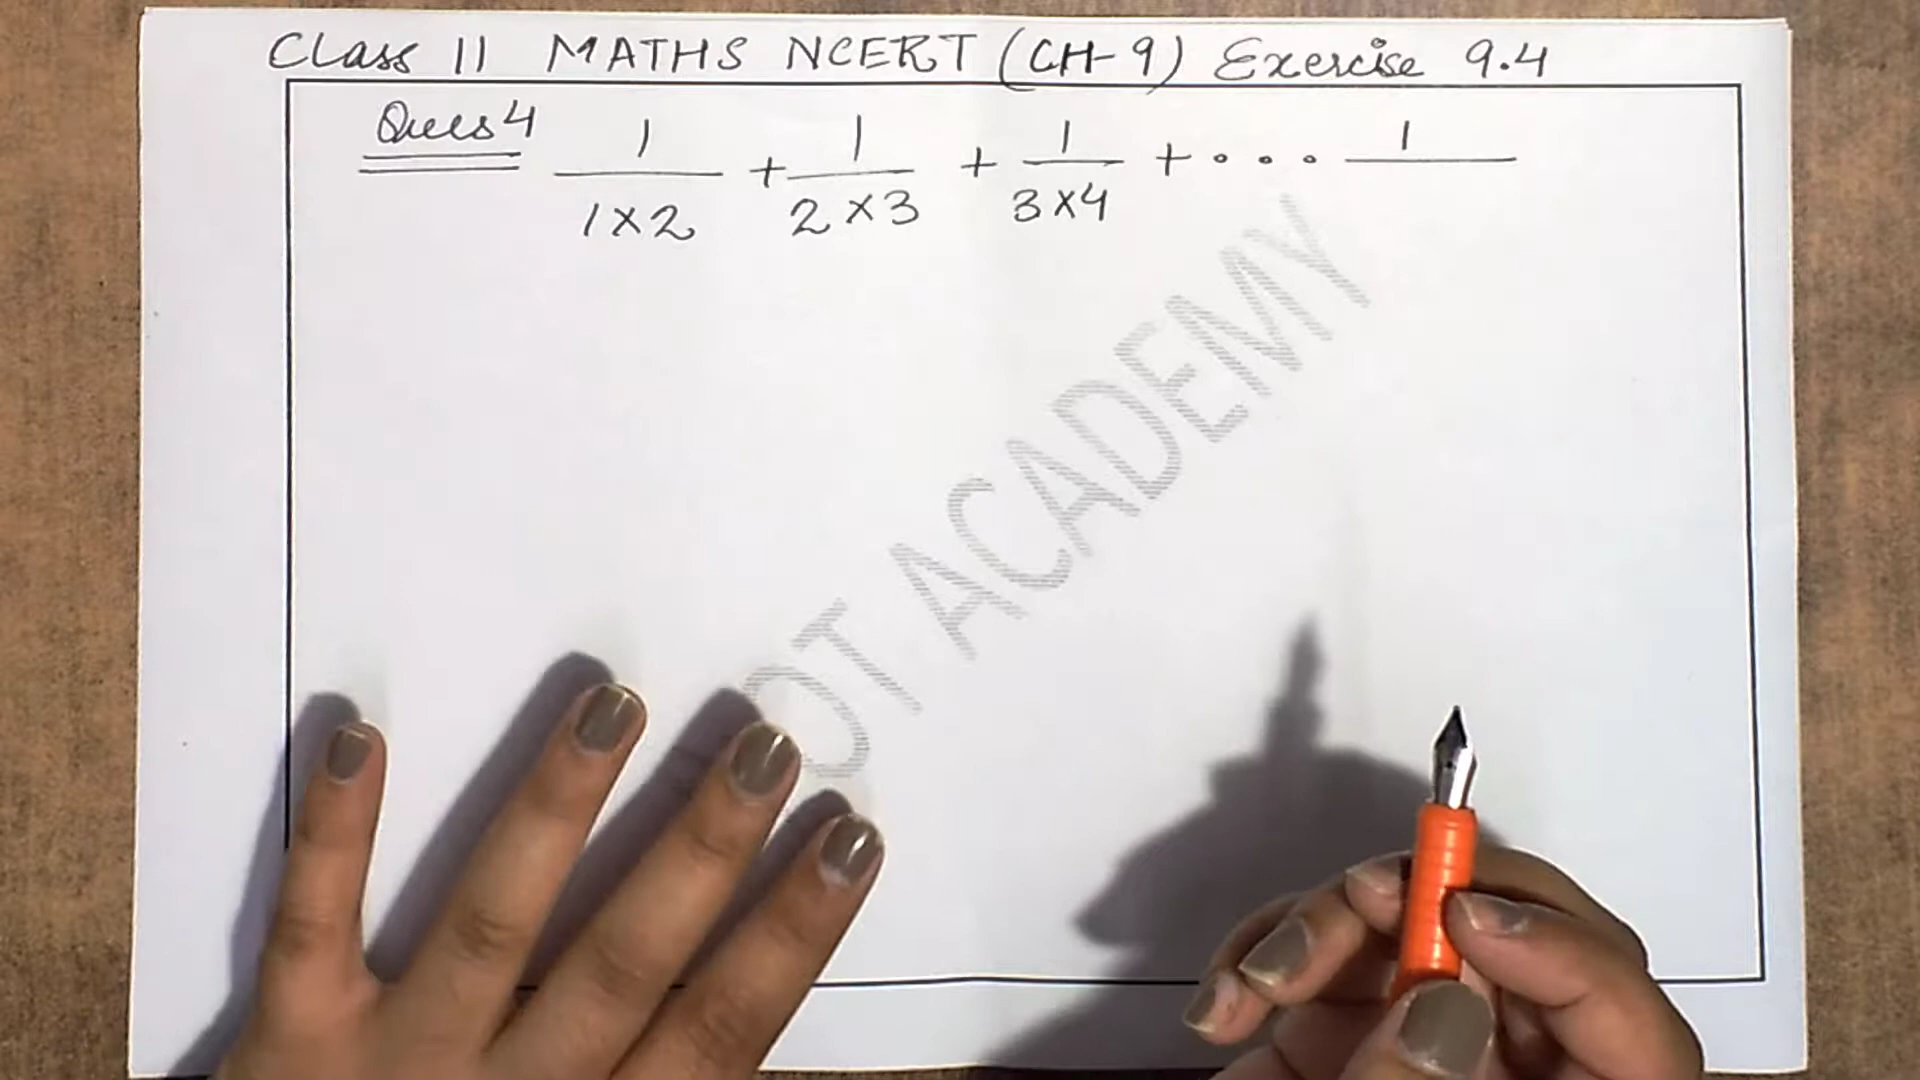 Class 11 MATHS NCERT (CH-9) Exercise 9.4
Ques 4 1/1×2 + 1/2×3 + 1/3×4 + . . . 1/
OT ACADEMY